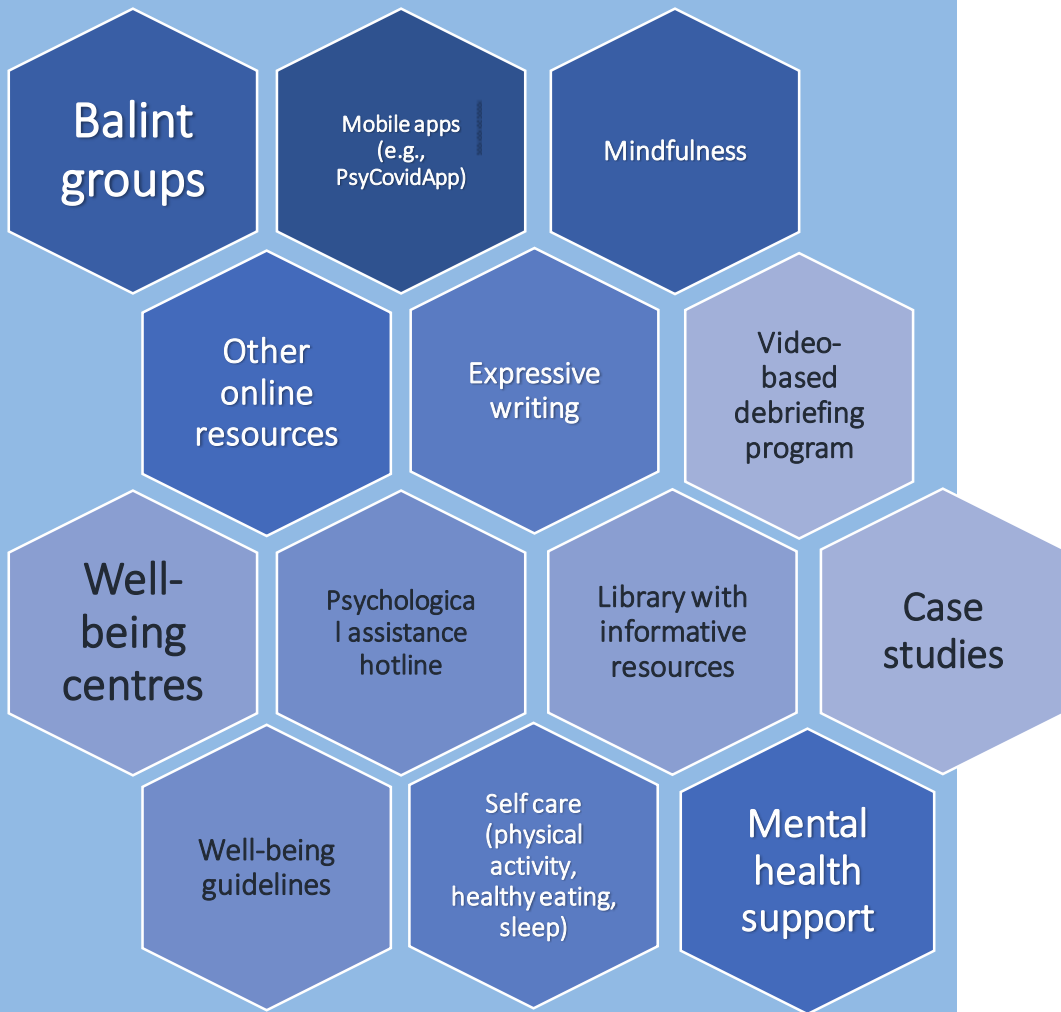 Balint
groups
Mobile apps
(e.g.,
PsyCovidApp)
Mindfulness
Other
online
resources
Expressive
writing
Video-
based
debriefing
program
Well-
being
centres
Psychologica
l assistance
hotline
Library with
informative
resources
Case
studies
Well-being
guidelines
Self care
(physical
activity,
healthy eating,
sleep)
Mental
health
support